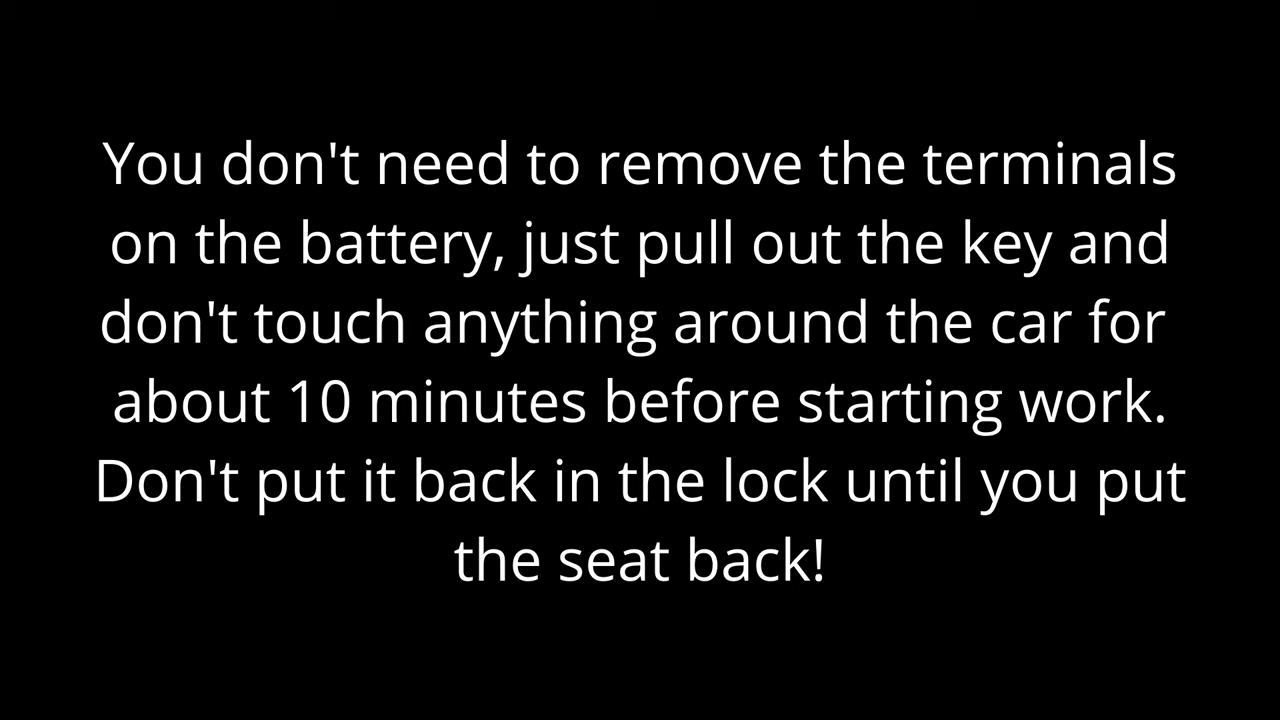 You don't need to remove the terminals
on the battery, just pull out the key and
don't touch anything around the car for
about 10 minutes before starting work.
Don't put it back in the lock until you put
the seat back!